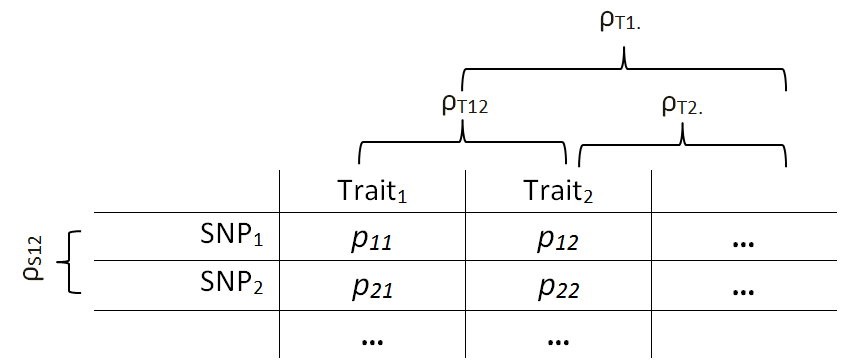 ρT1.
ρT12 ρT2.
Trait1 Trait2
ρS12
SNP1 p11 p12 ...
SNP2 p21 p22 ...
... ...